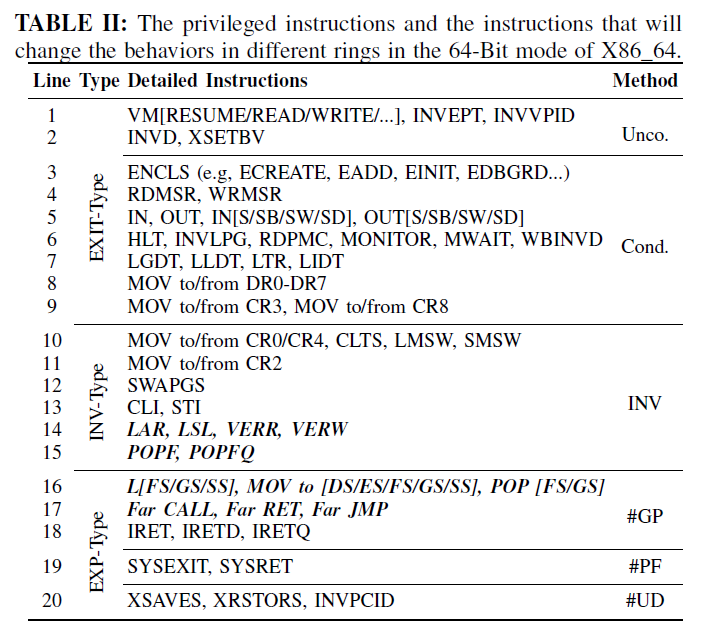 TABLE II: The privileged instructions and the instructions that will
change the behaviors in different rings in the 64-Bit mode of X86_64.
Line Type Detailed Instructions Method
1 VM[RESUME/READ/WRITE/...], INVEPT, INVVPID
2 INVD, XSETBV
Unco.
EXIT-Type
3 ENCLS (e.g, ECREATE, EADD, EINIT, EDBGRD...)
4 RDMSR, WRMSR
5 IN, OUT, IN[S/SB/SW/SD], OUT[S/SB/SW/SD]
6 HLT, INVLPG, RDPMC, MONITOR, MWAIT, WBINVD
Cond.
7 LGDT, LLDT, LTR, LIDT
8 MOV to/from DR0-DR7
9 MOV to/from CR3, MOV to/from CR8
INV-Type
10 MOV to/from CR0/CR4, CLTS, LMSW, SMSW
11 MOV to/from CR2
12 SWAPGS
13 CLI, STI
INV
14 LAR, LSL, VERR, VERW
15 POPF, POPFQ
EXP-Type
16 L[FS/GS/SS], MOV to [DS/ES/FS/GS/SS], POP [FS/GS]
17 Far CALL, Far RET, Far JMP
#GP
18 IRET, IRETD, IRETQ
19 SYSEXIT, SYSRET #PF
20 XSAVES, XRSTORS, INVPCID #UD